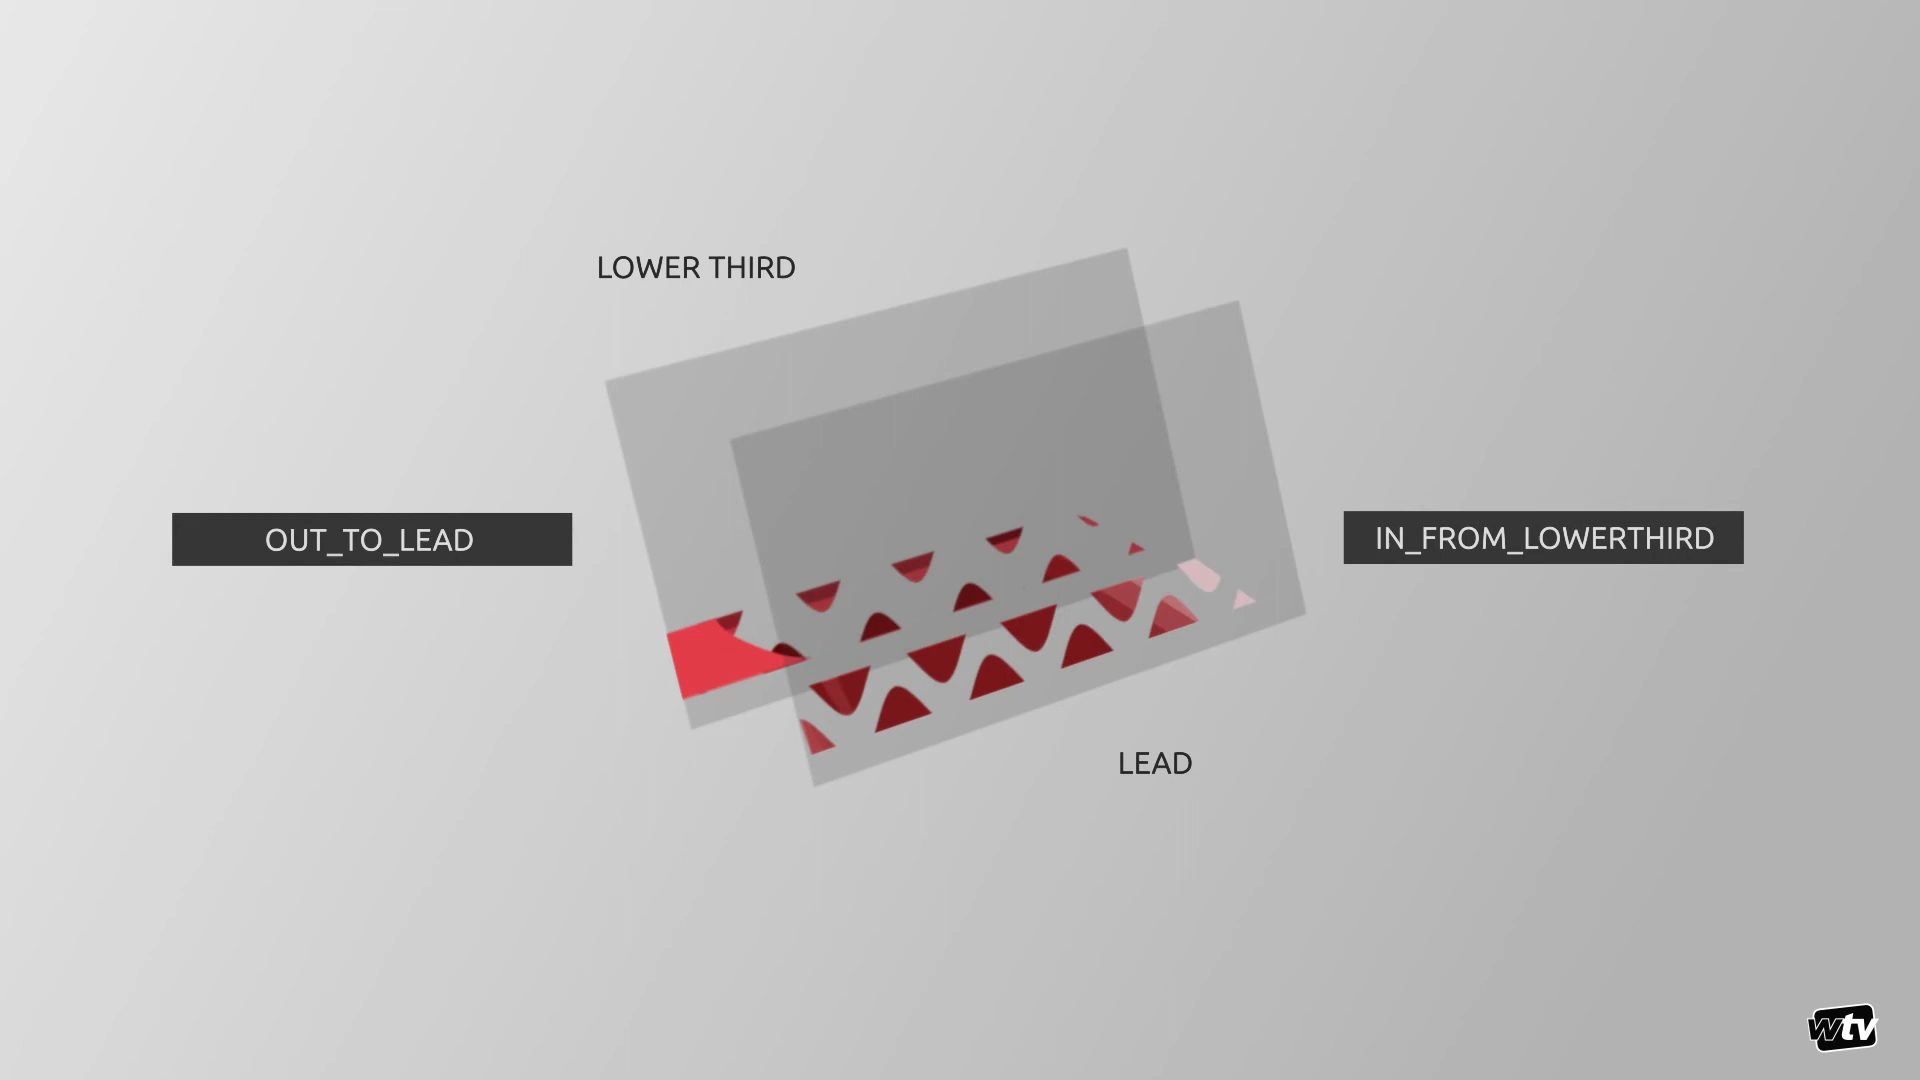 LOWER THIRD
OUT_TO_LEAD
IN_FROM_LOWERTHIRD
LEAD
wtv